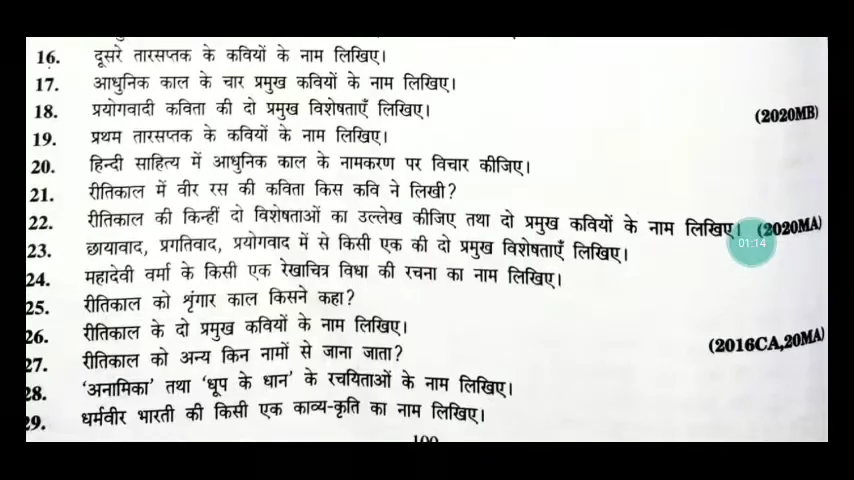 16. दूसरे तारसप्तक के कवियों के नाम लिखिए।
17. आधुनिक काल के चार प्रमुख कवियों के नाम लिखिए।
18. प्रयोगवादी कविता की दो प्रमुख विशेषताएँ लिखिए। (2020MB)
19. प्रथम तारसप्तक के कवियों के नाम लिखिए।
20. हिन्दी साहित्य में आधुनिक काल के नामकरण पर विचार कीजिए।
21. रीतिकाल में वीर रस की कविता किस कवि ने लिखी?
22. रीतिकाल की किन्हीं दो विशेषताओं का उल्लेख कीजिए तथा दो प्रमुख कवियों के नाम लिखिए। (2020MA)
01:14
23. छायावाद, प्रगतिवाद, प्रयोगवाद में से किसी एक की दो प्रमुख विशेषताएँ लिखिए।
24. महादेवी वर्मा के किसी एक रेखाचित्र विधा की रचना का नाम लिखिए।
25. रीतिकाल को शृंगार काल किसने कहा?
26. रीतिकाल के दो प्रमुख कवियों के नाम लिखिए। (2016CA,20MA)
27. रीतिकाल को अन्य किन नामों से जाना जाता?
28. 'अनामिका' तथा 'धूप के धान' के रचयिताओं के नाम लिखिए।
29. धर्मवीर भारती की किसी एक काव्य-कृति का नाम लिखिए।